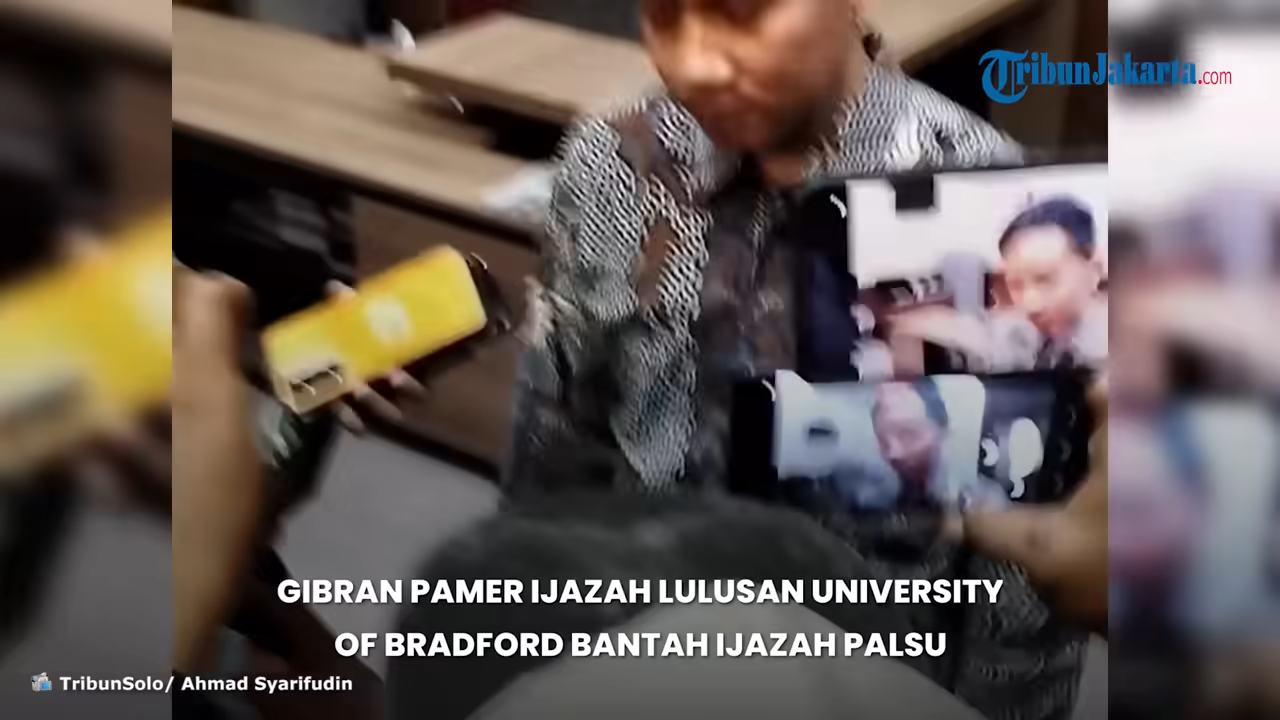 TribunJakarta.com
GIBRAN PAMER IJAZAH LULUSAN UNIVERSITY
OF BRADFORD BANTAH IJAZAH PALSU
TribunSolo/ Ahmad Syarifudin